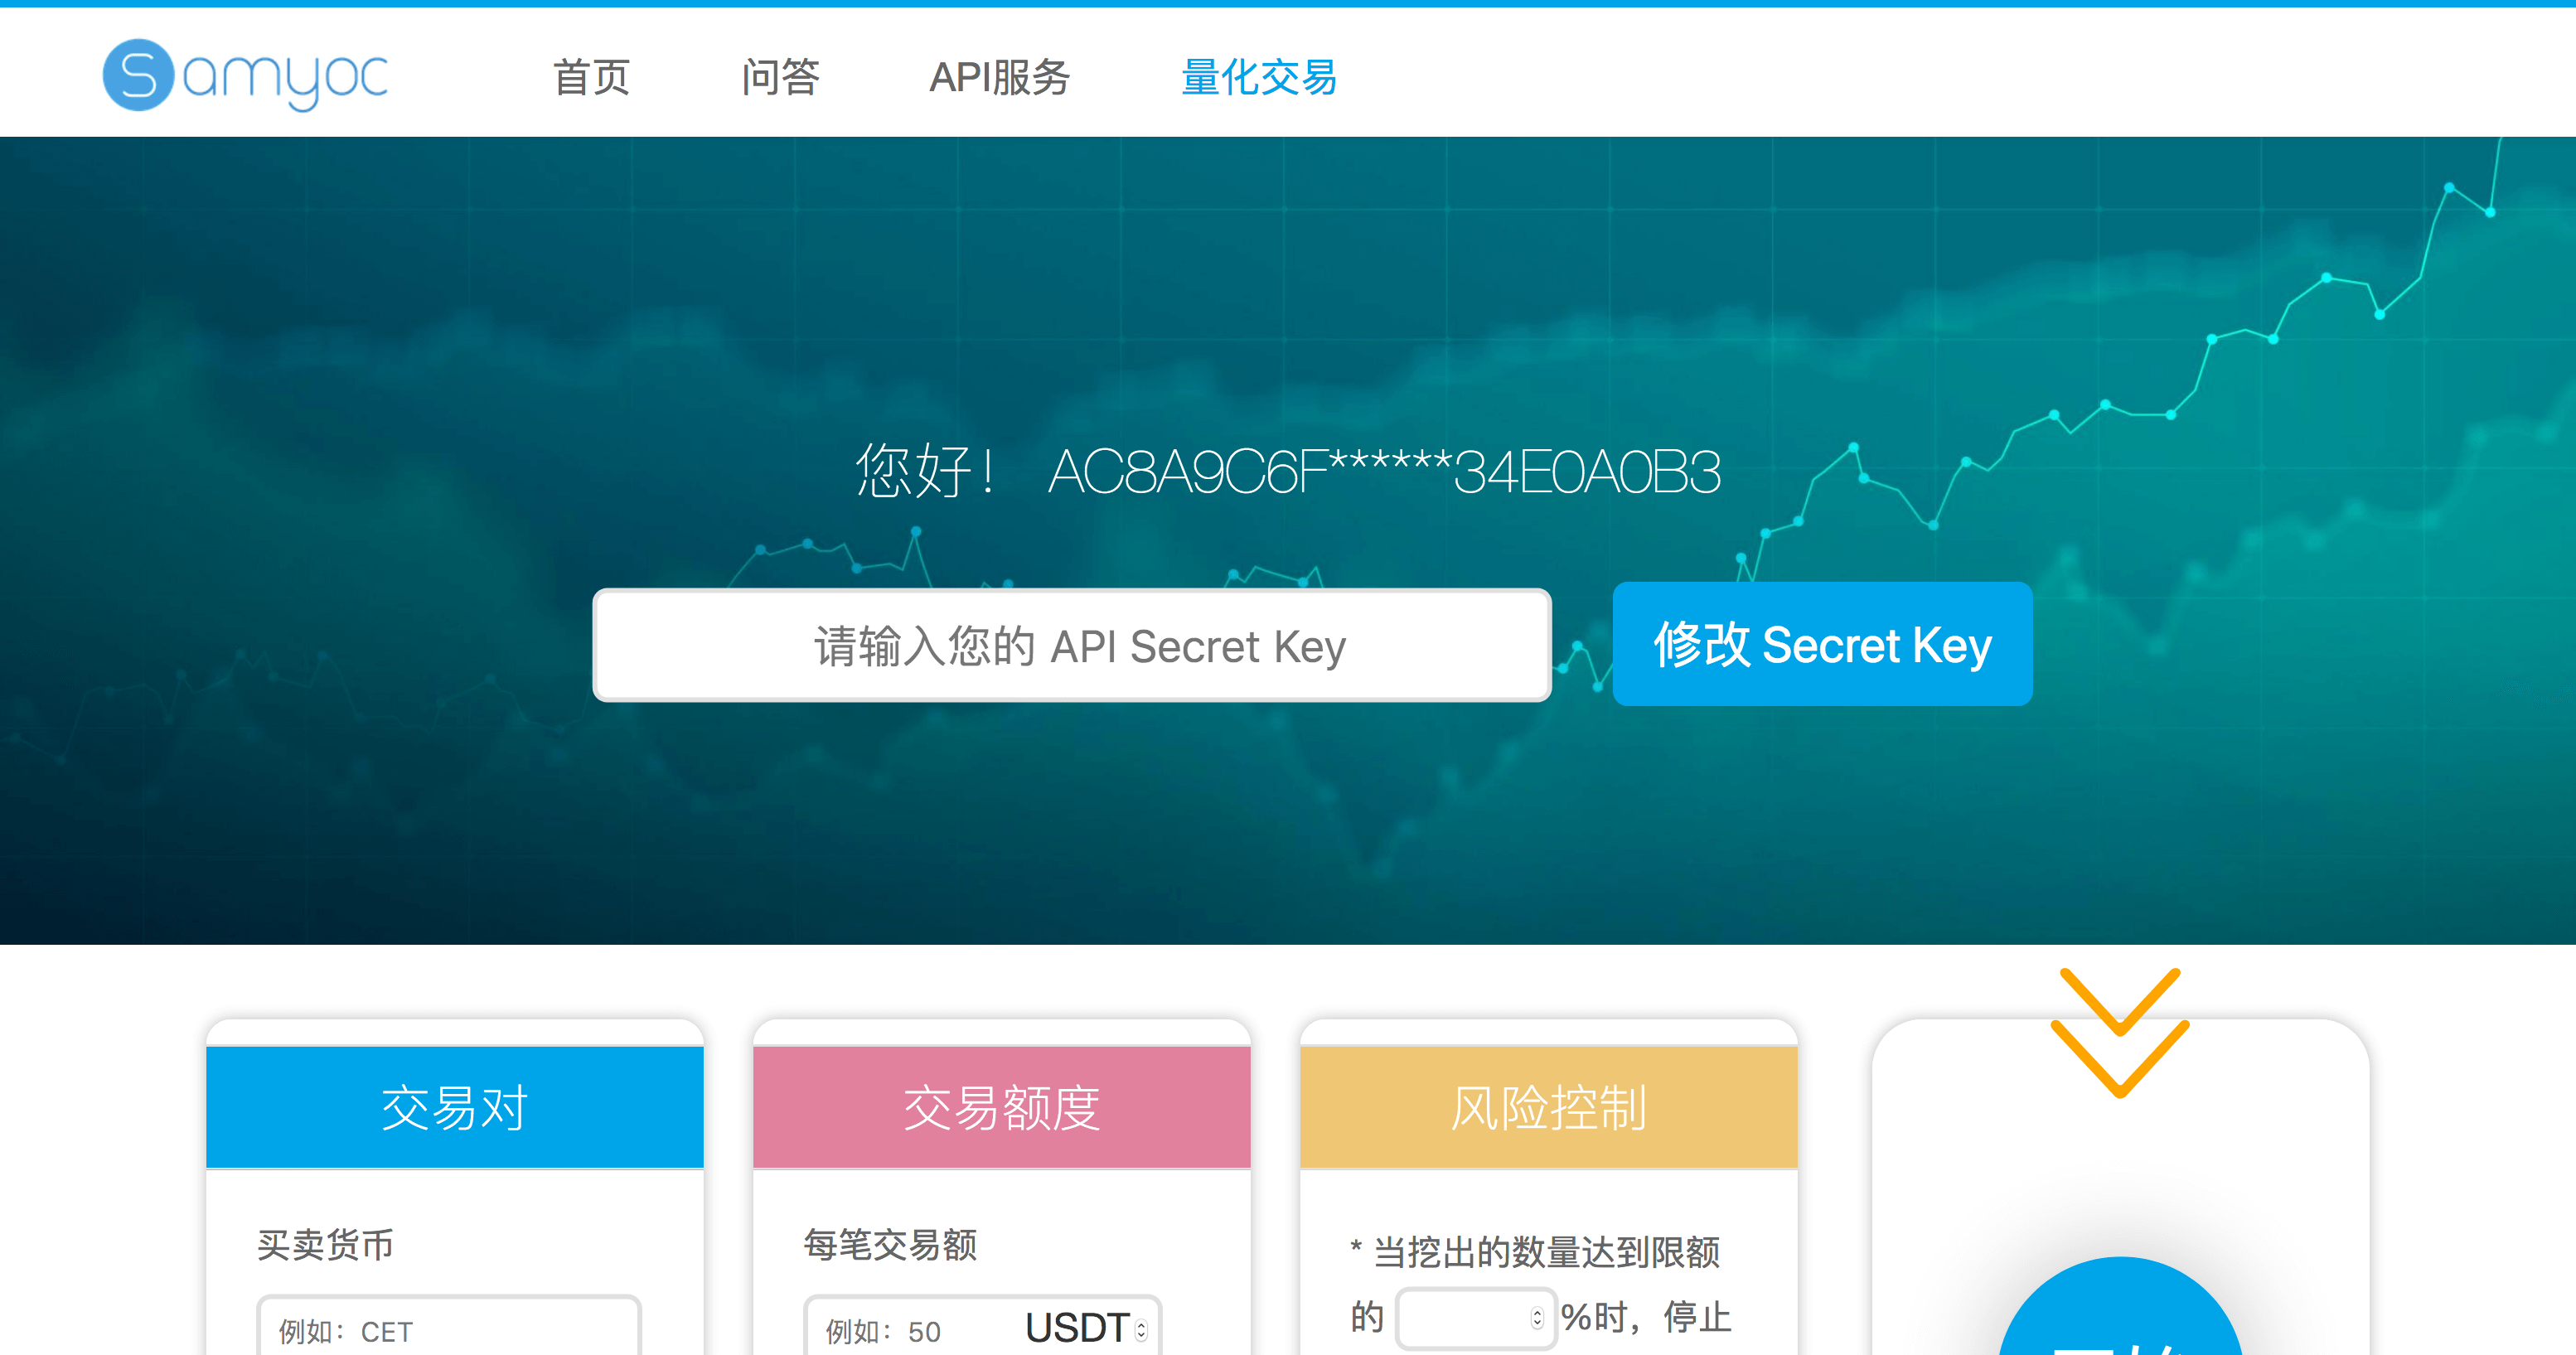 Samyoc
首页 问答 API服务 量化交易
您好! AC8A9C6F******34E0A0B3
请输入您的 API Secret Key
修改 Secret Key
交易对
买卖货币
例如：CET
交易额度
每笔交易额
例如：50 USDT
风险控制
* 当挖出的数量达到限额
的 %时，停止